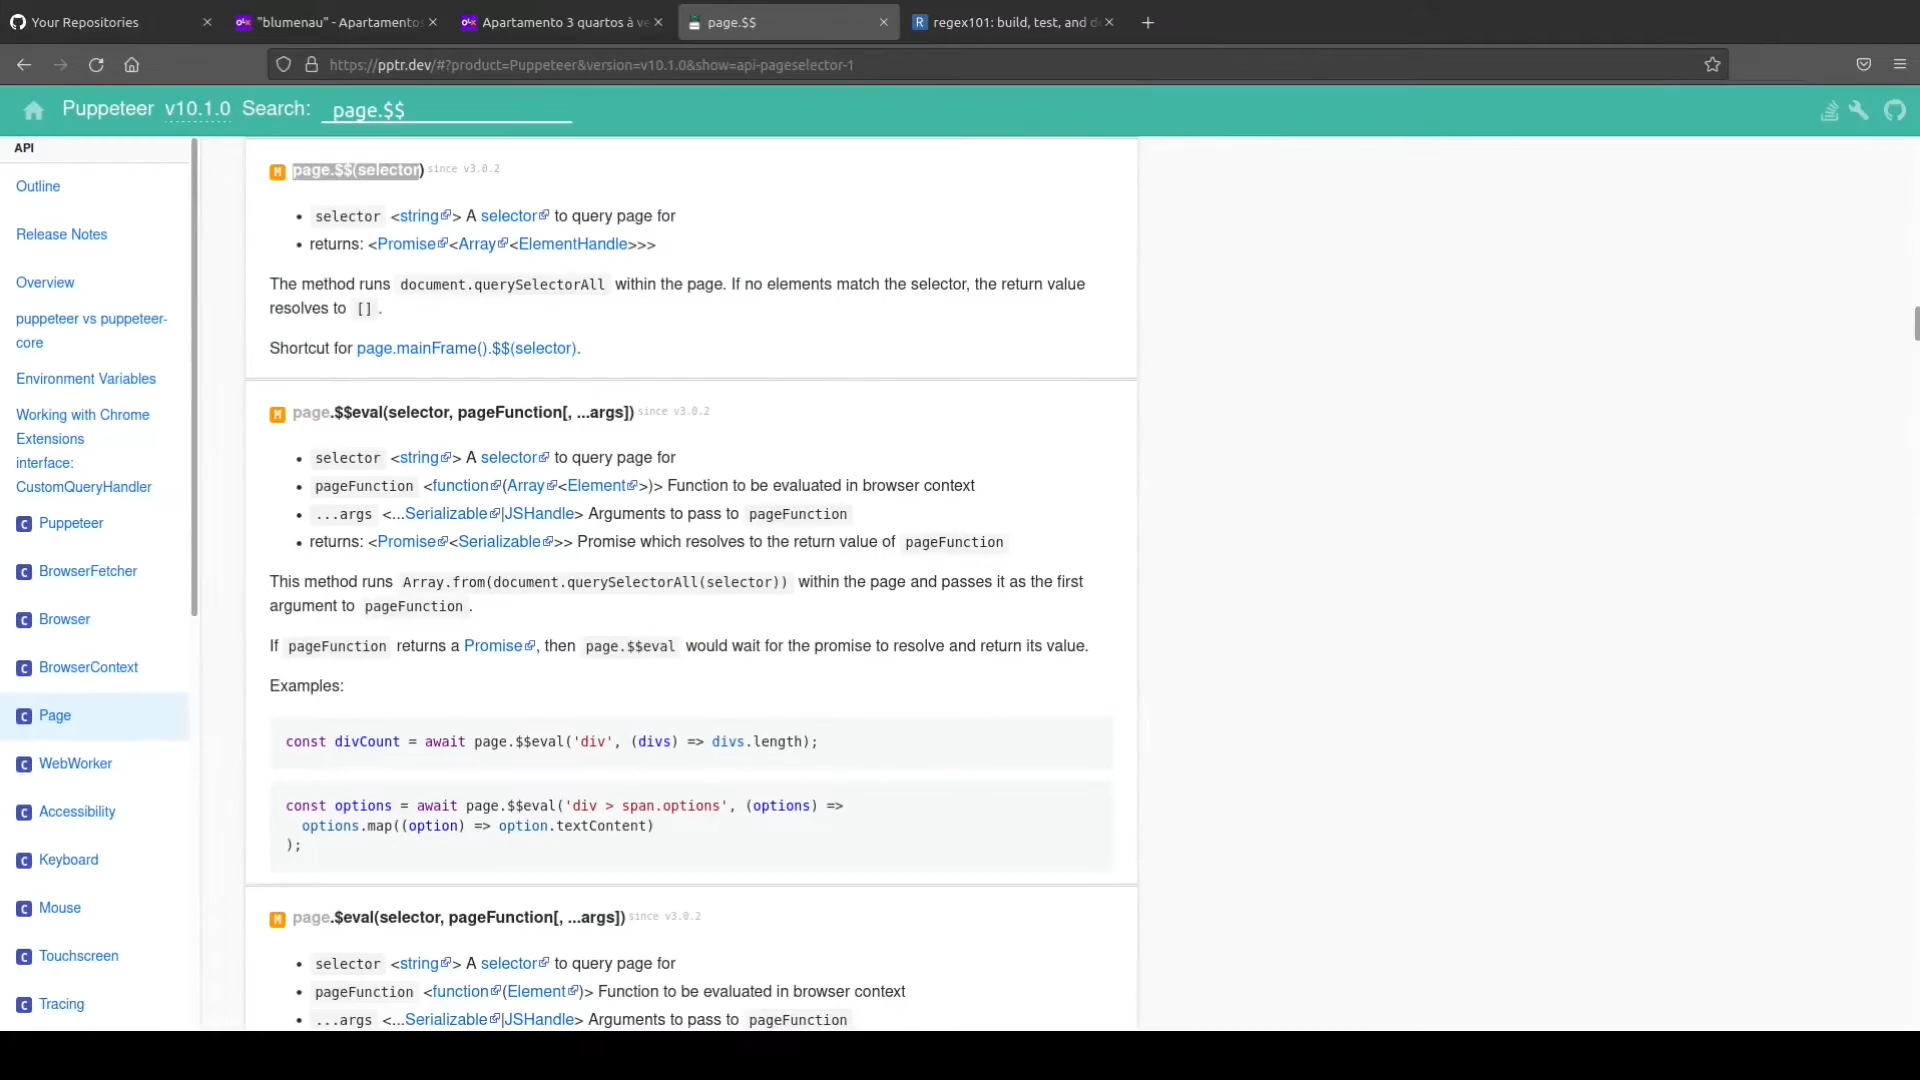 Your Repositories
"blumenau" - Apartamentos
Apartamento 3 quartos à ve
page.$$
regex101: build, test, and d
https://pptr.dev/#?product=Puppeteer&version=v10.1.0&show=api-pageselector-1
Puppeteer v10.1.0 Search: page.$$
API
Outline
Release Notes
Overview
puppeteer vs puppeteer-
core
Environment Variables
Working with Chrome
Extensions
interface:
CustomQueryHandler
C Puppeteer
C BrowserFetcher
C Browser
C BrowserContext
C Page
C WebWorker
C Accessibility
C Keyboard
C Mouse
C Touchscreen
C Tracing
M page.$$(selector) since v3.0.2
• selector <string> A selector to query page for
• returns: <Promise<Array<ElementHandle>>>
The method runs document.querySelectorAll within the page. If no elements match the selector, the return value
resolves to [] .
Shortcut for page.mainFrame().$$(selector).
M page.$$eval(selector, pageFunction[, ...args]) since v3.0.2
• selector <string> A selector to query page for
• pageFunction <function(Array<Element>)> Function to be evaluated in browser context
• ...args <...Serializable|JSHandle> Arguments to pass to pageFunction
• returns: <Promise<Serializable>> Promise which resolves to the return value of pageFunction
This method runs Array.from(document.querySelectorAll(selector)) within the page and passes it as the first
argument to pageFunction .
If pageFunction returns a Promise, then page.$$eval would wait for the promise to resolve and return its value.
Examples:
const divCount = await page.$$eval('div', (divs) => divs.length);
const options = await page.$$eval('div > span.options', (options) =>
options.map((option) => option.textContent)
);
M page.$eval(selector, pageFunction[, ...args]) since v3.0.2
• selector <string> A selector to query page for
• pageFunction <function(Element)> Function to be evaluated in browser context
• ...args <...Serializable|JSHandle> Arguments to pass to pageFunction